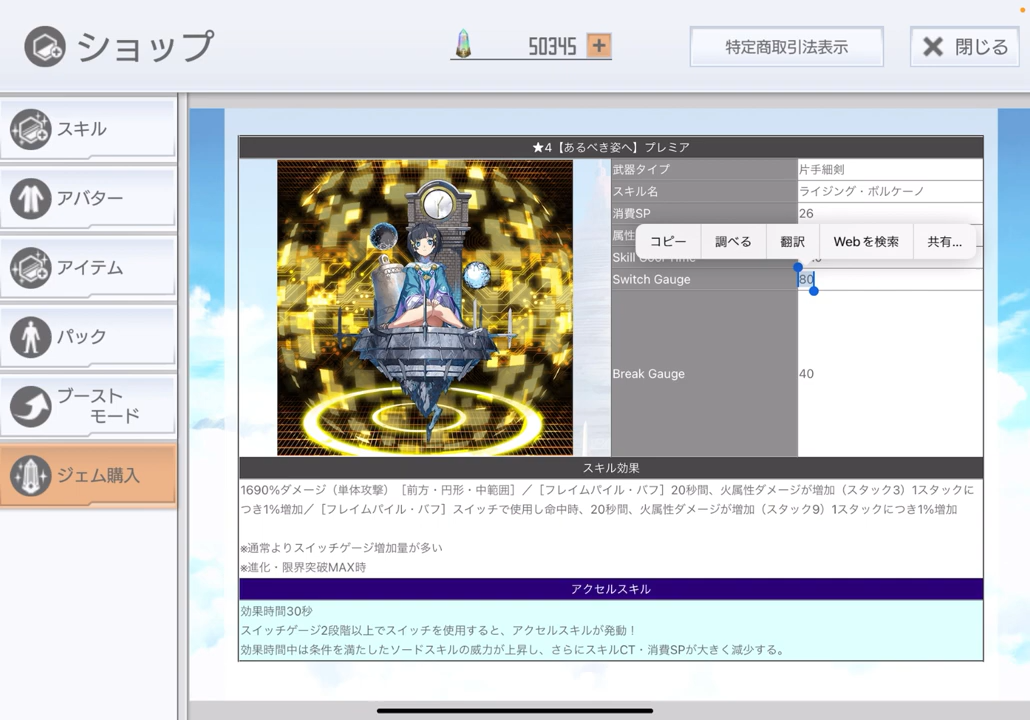 ショップ
50345
特定商取引法表示
閉じる
スキル
アバター
アイテム
パック
ブースト
モード
ジェム購入
★4【あるべき姿へ】プレミア
武器タイプ
片手細剣
スキル名
ライジング・ボルケーノ
消費SP
26
属性
コピー
調べる
翻訳
Webを検索
共有...
Skill Cool Time
Switch Gauge
80
Break Gauge
40
スキル効果
1690%ダメージ（単体攻撃）［前方・円形・中範囲］／［フレイムパイル・バフ］20秒間、火属性ダメージが増加（スタック3）1スタックに
つき1%増加／［フレイムパイル・バフ］スイッチで使用し命中時、20秒間、火属性ダメージが増加（スタック9）1スタックにつき1%増加
※通常よりスイッチゲージ増加量が多い
※進化・限界突破MAX時
アクセルスキル
効果時間30秒
スイッチゲージ2段階以上でスイッチを使用すると、アクセルスキルが発動！
効果時間中は条件を満たしたソードスキルの威力が上昇し、さらにスキルCT・消費SPが大きく減少する。